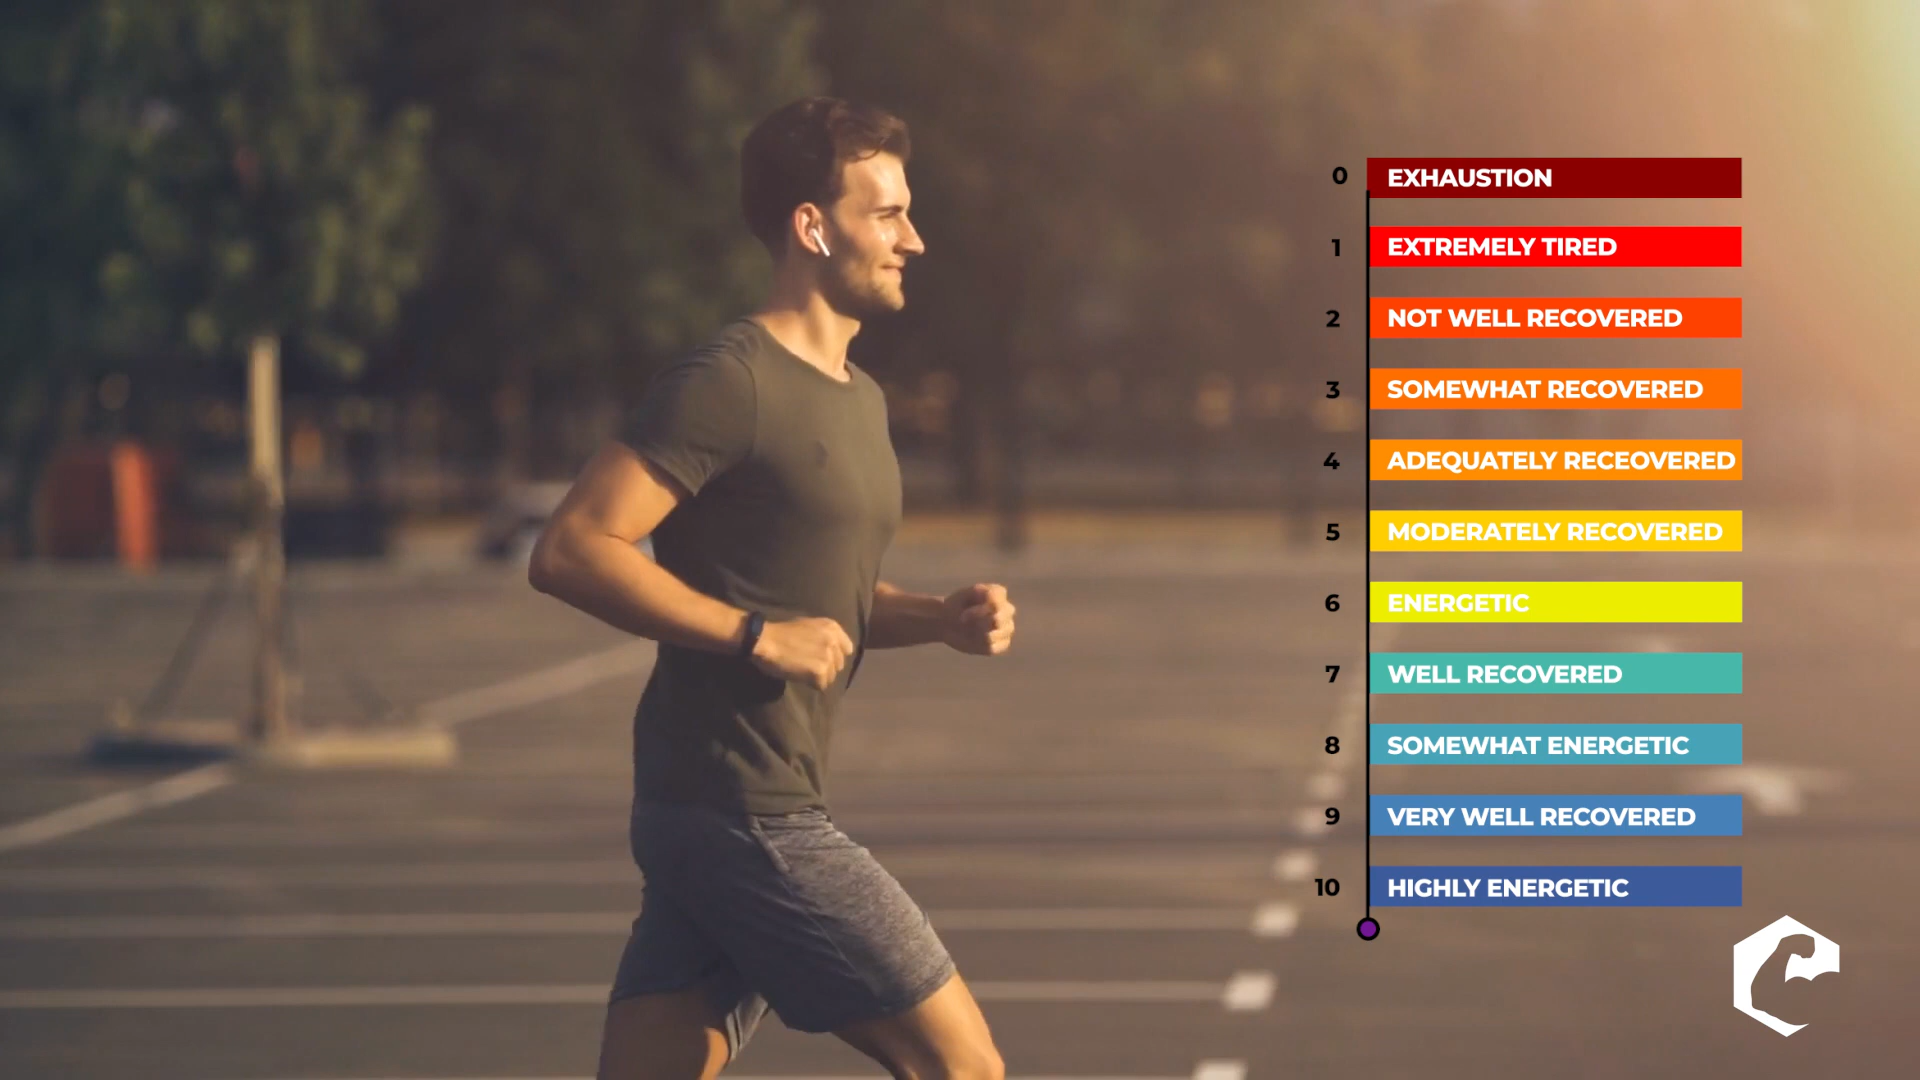 0 EXHAUSTION
1 EXTREMELY TIRED
2 NOT WELL RECOVERED
3 SOMEWHAT RECOVERED
4 ADEQUATELY RECEOVERED
5 MODERATELY RECOVERED
6 ENERGETIC
7 WELL RECOVERED
8 SOMEWHAT ENERGETIC
9 VERY WELL RECOVERED
10 HIGHLY ENERGETIC